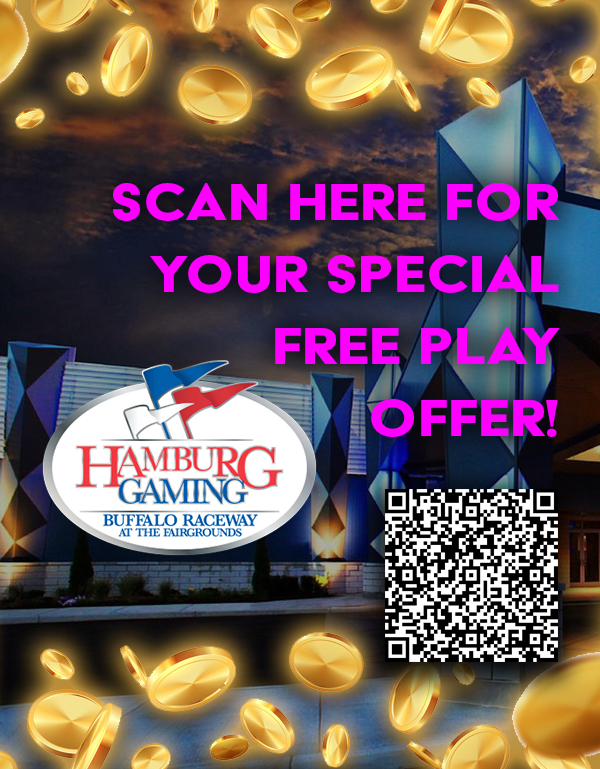 SCAN HERE FOR
YOUR SPECIAL
FREE PLAY
OFFER!
HAMBURG
GAMING
BUFFALO RACEWAY
AT THE FAIRGROUNDS